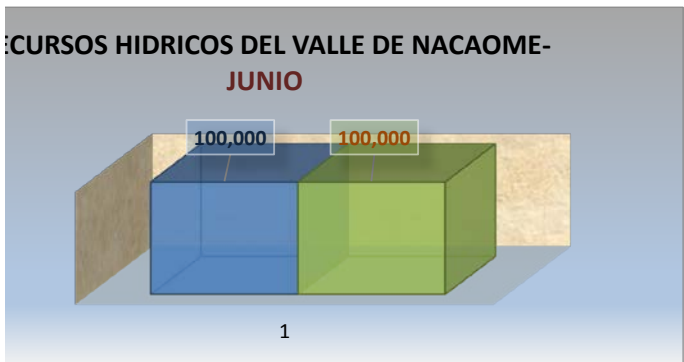 ECURSOS HIDRICOS DEL VALLE DE NACAOME-
JUNIO
100,000 100,000
1